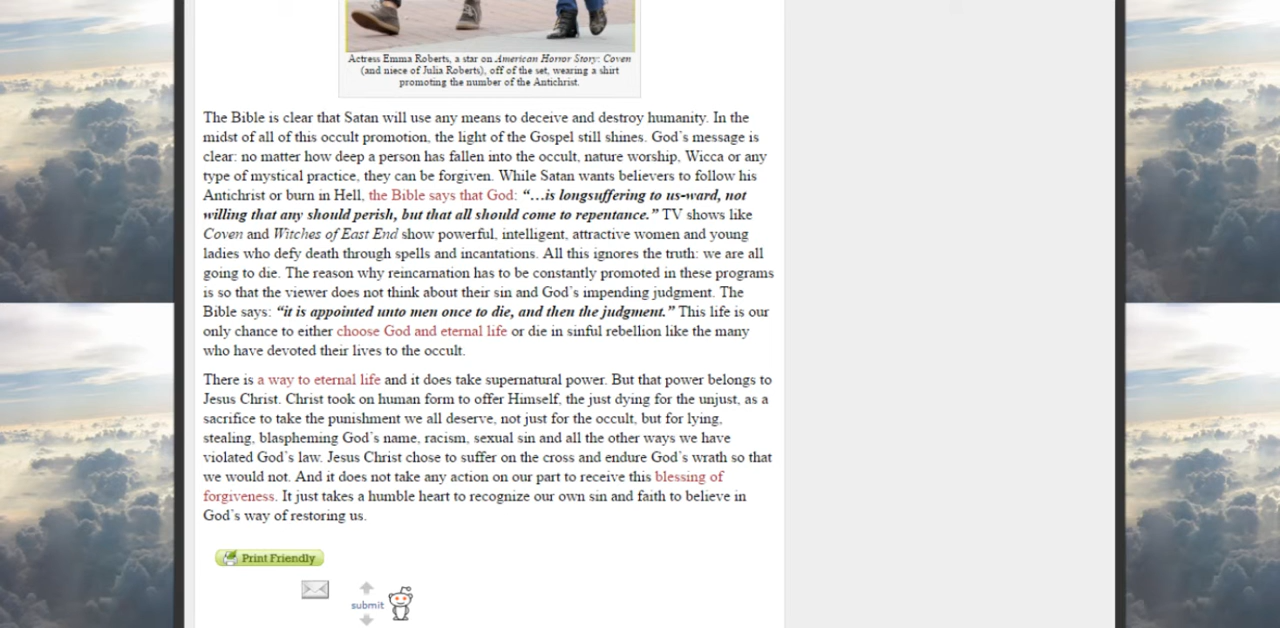 Actress Emma Roberts, a star on American Horror Story: Coven
(and niece of Julia Roberts), off of the set, wearing a shirt
promoting the number of the Antichrist.
The Bible is clear that Satan will use any means to deceive and destroy humanity. In the
midst of all of this occult promotion, the light of the Gospel still shines. God's message is
clear: no matter how deep a person has fallen into the occult, nature worship, Wicca or any
type of mystical practice, they can be forgiven. While Satan wants believers to follow his
Antichrist or burn in Hell, the Bible says that God: “…is longsuffering to us-ward, not
willing that any should perish, but that all should come to repentance.” TV shows like
Coven and Witches of East End show powerful, intelligent, attractive women and young
ladies who defy death through spells and incantations. All this ignores the truth: we are all
going to die. The reason why reincarnation has to be constantly promoted in these programs
is so that the viewer does not think about their sin and God's impending judgment. The
Bible says: “it is appointed unto men once to die, and then the judgment.” This life is our
only chance to either choose God and eternal life or die in sinful rebellion like the many
who have devoted their lives to the occult.
There is a way to eternal life and it does take supernatural power. But that power belongs to
Jesus Christ. Christ took on human form to offer Himself, the just dying for the unjust, as a
sacrifice to take the punishment we all deserve, not just for the occult, but for lying,
stealing, blaspheming God's name, racism, sexual sin and all the other ways we have
violated God's law. Jesus Christ chose to suffer on the cross and endure God's wrath so that
we would not. And it does not take any action on our part to receive this blessing of
forgiveness. It just takes a humble heart to recognize our own sin and faith to believe in
God's way of restoring us.
Print Friendly
submit